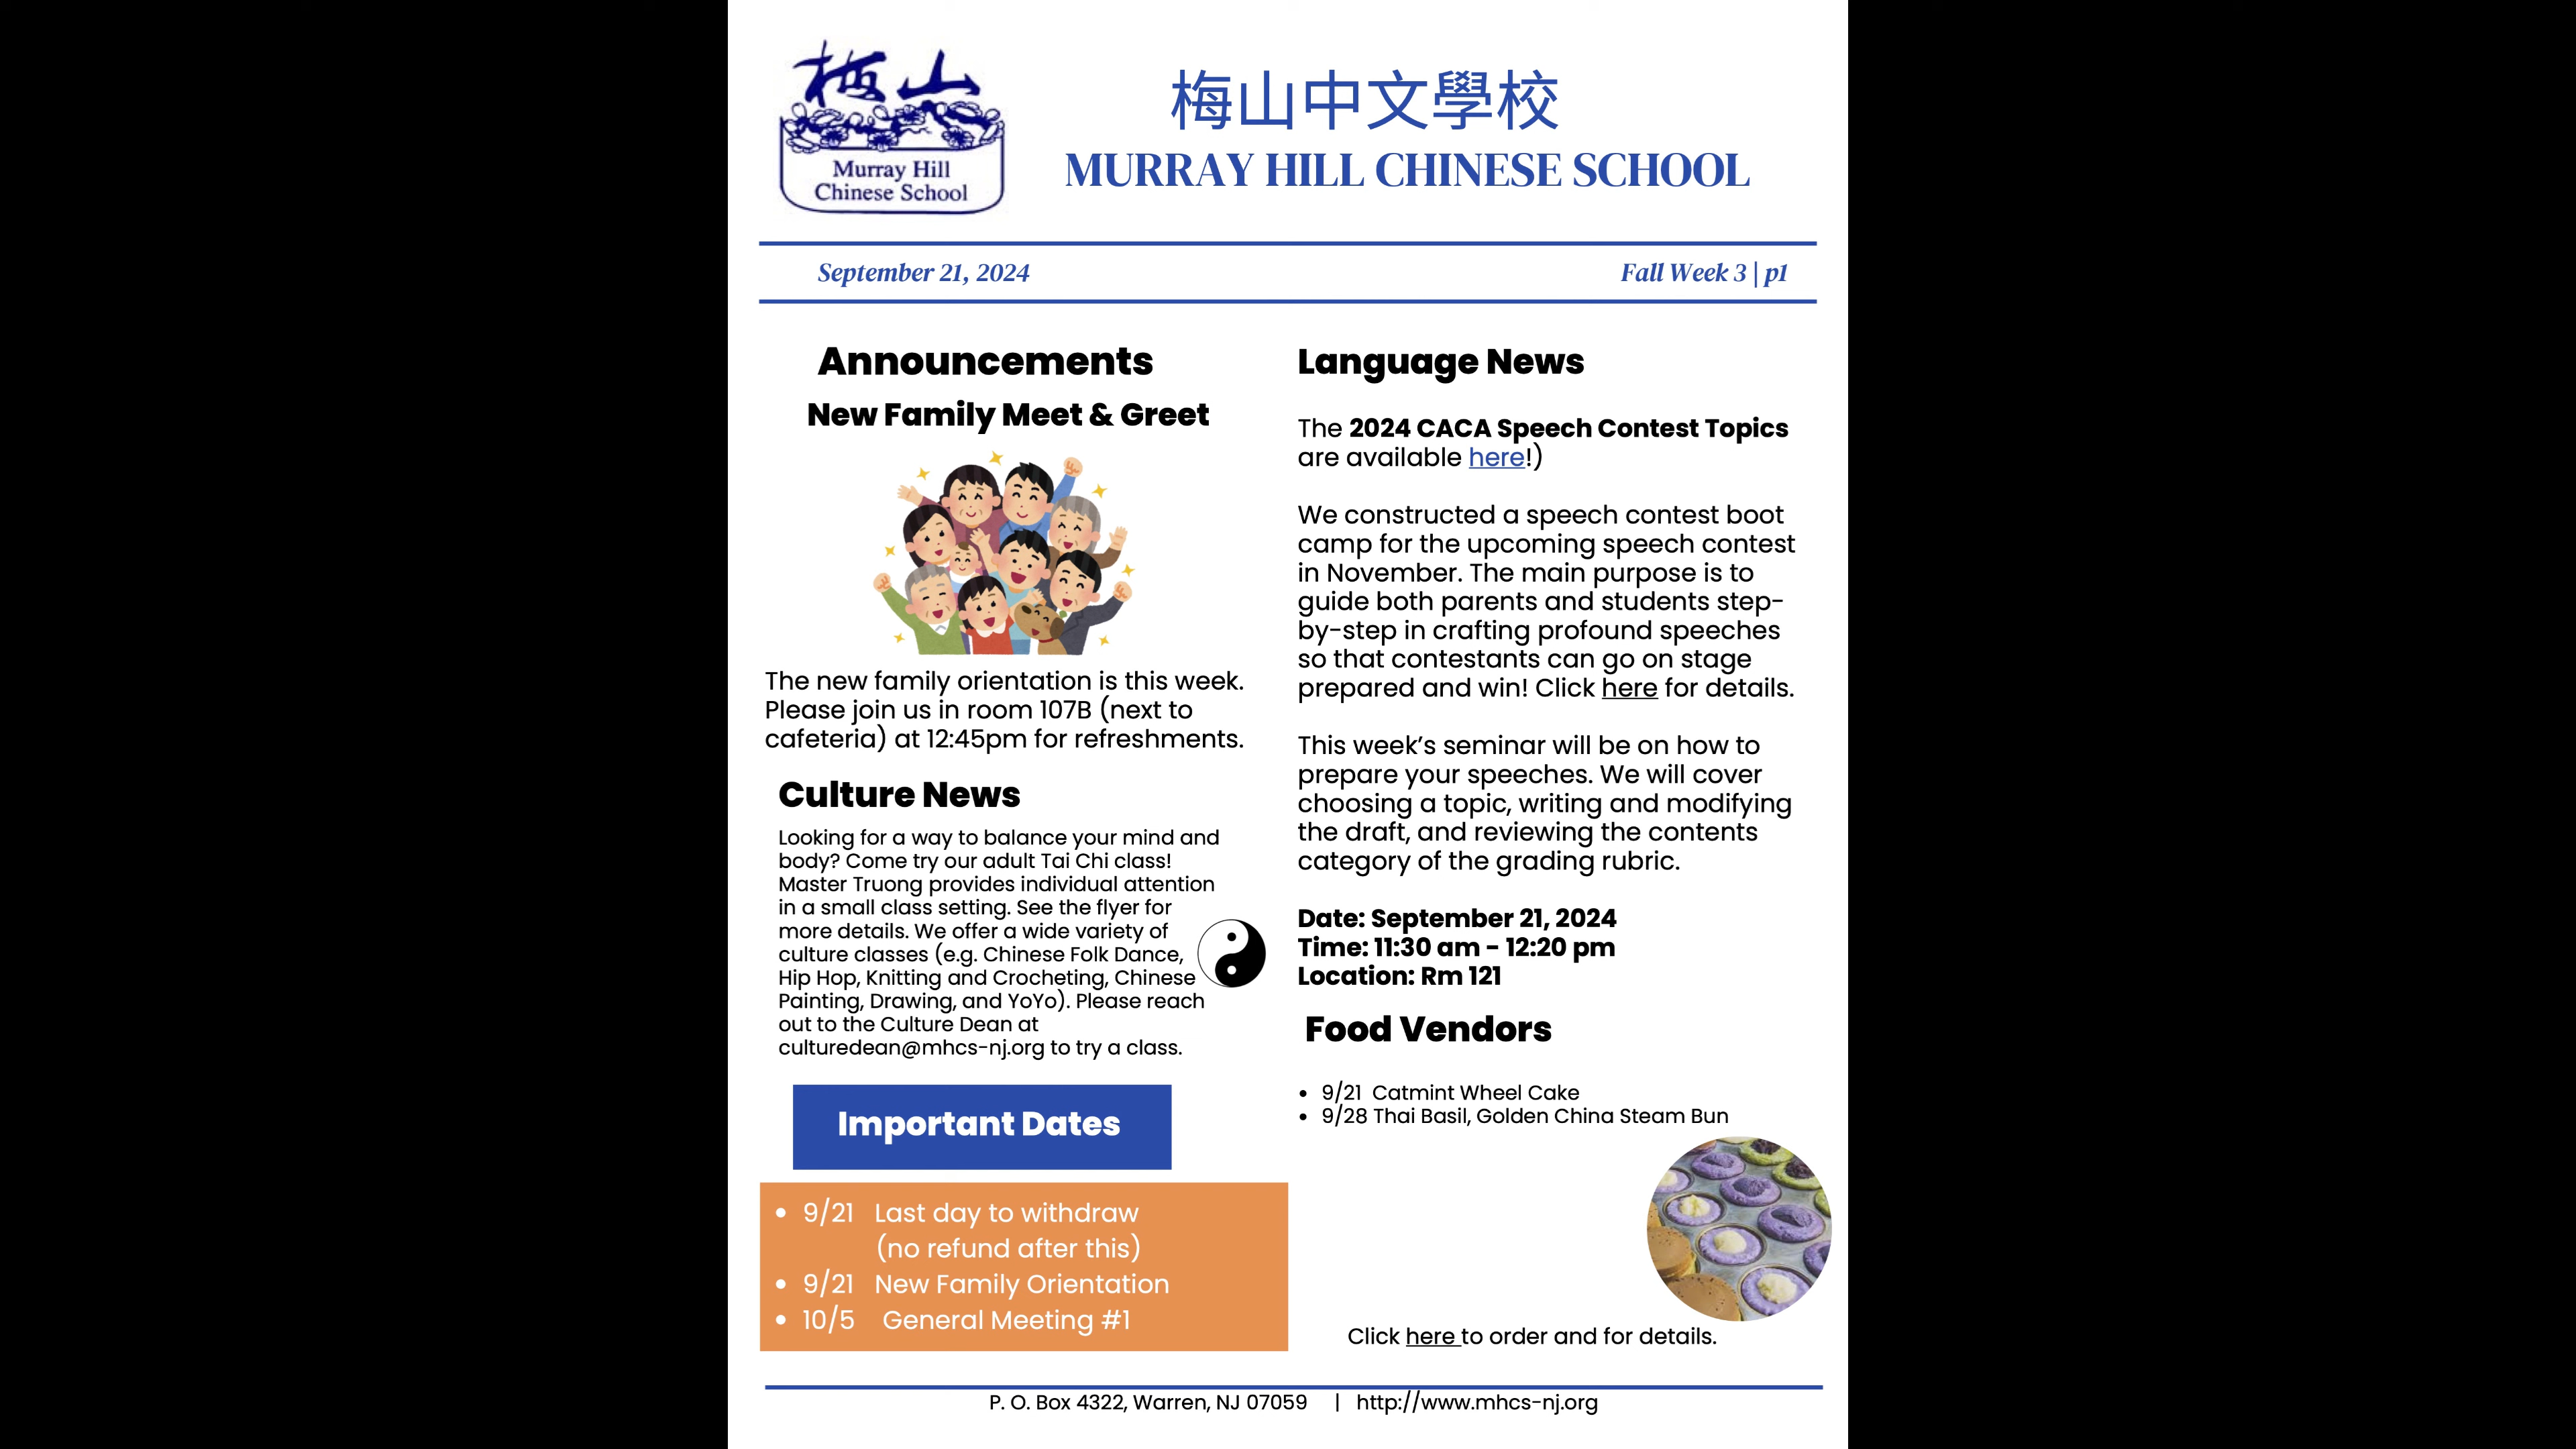 梅山
Murray Hill
Chinese School
梅山中文學校
MURRAY HILL CHINESE SCHOOL
September 21, 2024
Fall Week 3 | p1
Announcements
New Family Meet & Greet
The new family orientation is this week.
Please join us in room 107B (next to
cafeteria) at 12:45pm for refreshments.
Culture News
Looking for a way to balance your mind and
body? Come try our adult Tai Chi class!
Master Truong provides individual attention
in a small class setting. See the flyer for
more details. We offer a wide variety of
culture classes (e.g. Chinese Folk Dance,
Hip Hop, Knitting and Crocheting, Chinese
Painting, Drawing, and YoYo). Please reach
out to the Culture Dean at
culturedean@mhcs-nj.org to try a class.
Important Dates
• 9/21 Last day to withdraw
(no refund after this)
• 9/21 New Family Orientation
• 10/5 General Meeting #1
Language News
The 2024 CACA Speech Contest Topics
are available here!)
We constructed a speech contest boot
camp for the upcoming speech contest
in November. The main purpose is to
guide both parents and students step-
by-step in crafting profound speeches
so that contestants can go on stage
prepared and win! Click here for details.
This week's seminar will be on how to
prepare your speeches. We will cover
choosing a topic, writing and modifying
the draft, and reviewing the contents
category of the grading rubric.
Date: September 21, 2024
Time: 11:30 am - 12:20 pm
Location: Rm 121
Food Vendors
• 9/21 Catmint Wheel Cake
• 9/28 Thai Basil, Golden China Steam Bun
Click here to order and for details.
P. O. Box 4322, Warren, NJ 07059 | http://www.mhcs-nj.org